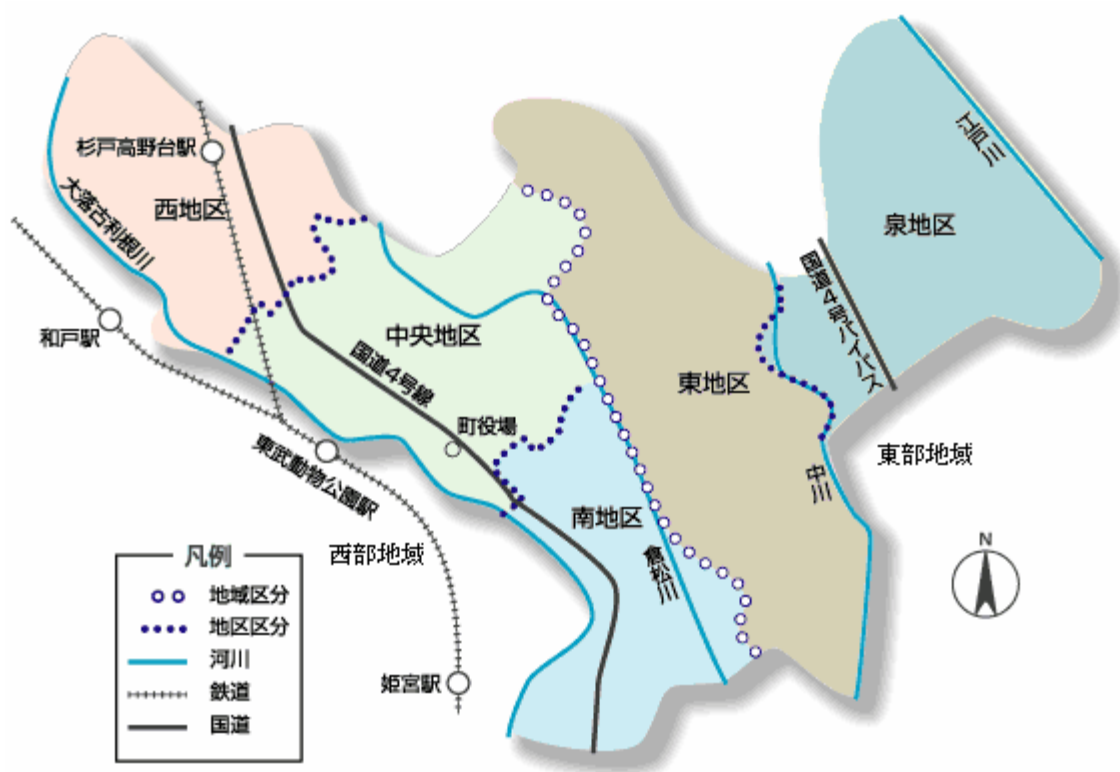 江戸川
杉戸高野台駅
大落古利根川
西地区
泉地区
国道4号バイパス
和戸駅
中央地区
国道4号線
東地区
町役場
東武動物公園駅
東部地域
中川
南地区
倉松川
西部地域
姫宮駅
N
凡例
地域区分
地区区分
河川
鉄道
国道